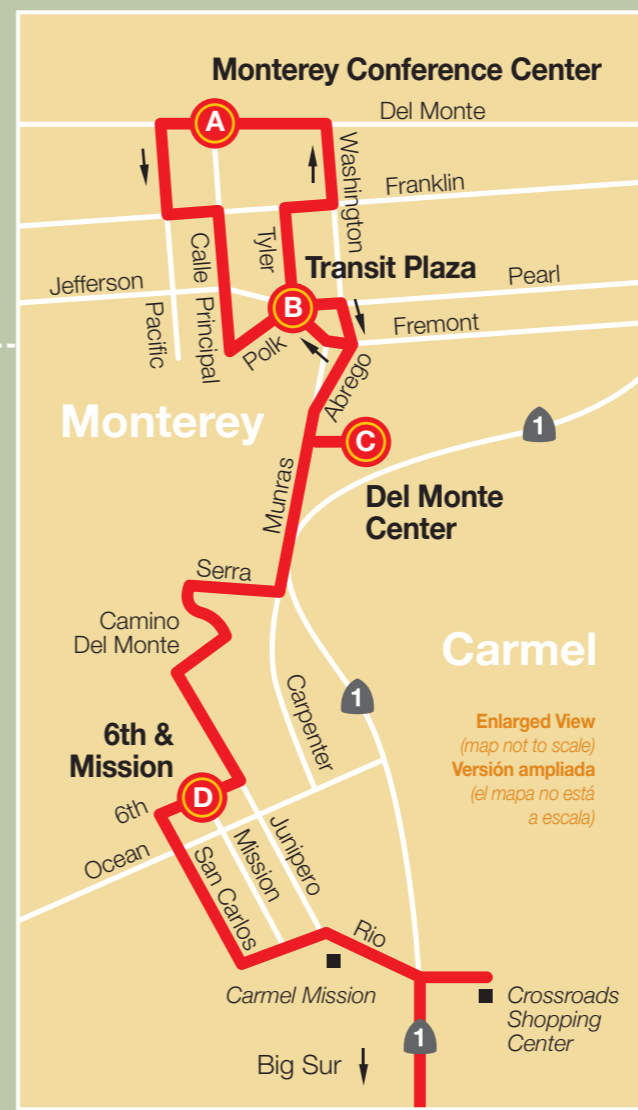 Monterey Conference Center
A
Del Monte
Washington
Franklin
Tyler
Calle Principal
Transit Plaza
Jefferson
Pearl
B
Pacific
Fremont
Polk
Abrego
Monterey
1
C
Munras
Del Monte
Center
Serra
Camino
Del Monte
Carmel
Carpenter
1
Enlarged View
(map not to scale)
Versión ampliada
(el mapa no está
a escala)
6th &
Mission
D
6th
Ocean
Mission
Junipero
San Carlos
Rio
Carmel Mission
Crossroads
Shopping
Center
1
Big Sur